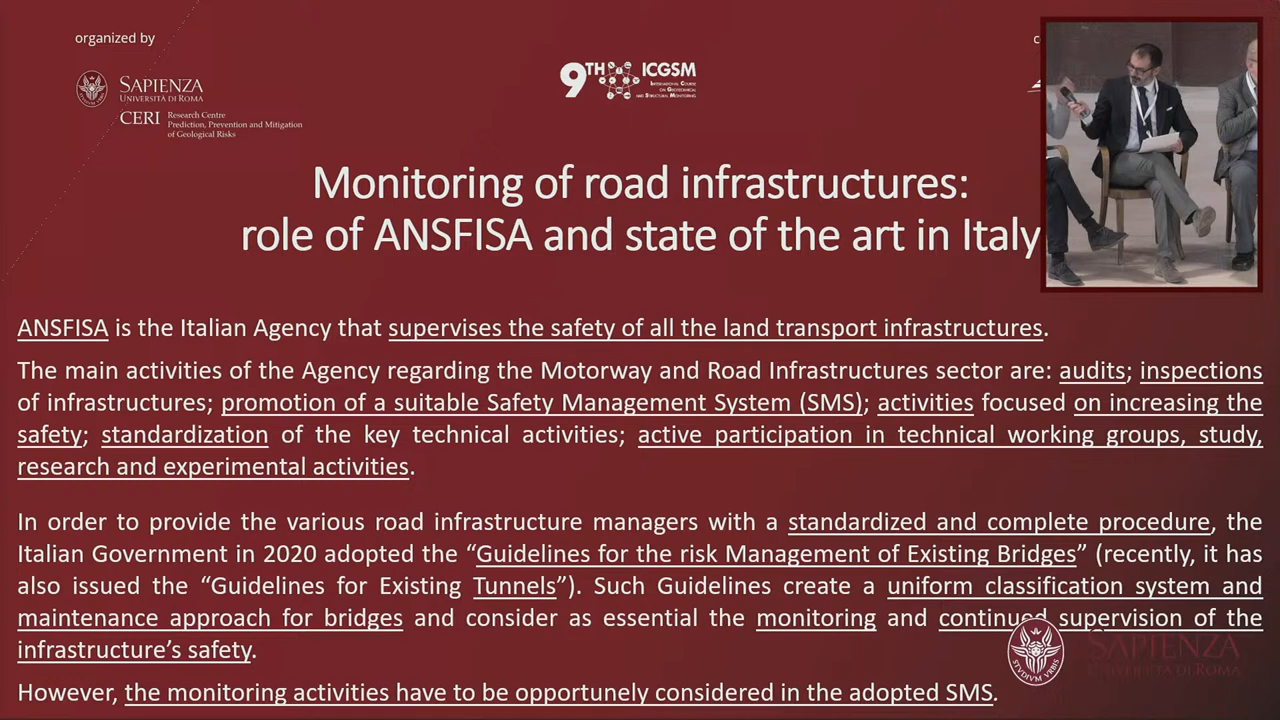 organized by
SAPIENZA
UNIVERSITÀ DI ROMA
CERI Research Centre
Prediction, Prevention and Mitigation
of Geological Risks
9TH ICGSM
INTERNATIONAL COURSE
ON GEOTECHNICAL
AND STRUCTURAL MONITORING
Monitoring of road infrastructures:
role of ANSFISA and state of the art in Italy
ANSFISA is the Italian Agency that supervises the safety of all the land transport infrastructures.
The main activities of the Agency regarding the Motorway and Road Infrastructures sector are: audits; inspections
of infrastructures; promotion of a suitable Safety Management System (SMS); activities focused on increasing the
safety; standardization of the key technical activities; active participation in technical working groups, study,
research and experimental activities.
In order to provide the various road infrastructure managers with a standardized and complete procedure, the
Italian Government in 2020 adopted the “Guidelines for the risk Management of Existing Bridges” (recently, it has
also issued the “Guidelines for Existing Tunnels”). Such Guidelines create a uniform classification system and
maintenance approach for bridges and consider as essential the monitoring and continued supervision of the
infrastructure’s safety.
STVDIVM VRBIS
SAPIENZA
UNIVERSITÀ DI ROMA
However, the monitoring activities have to be opportunely considered in the adopted SMS.